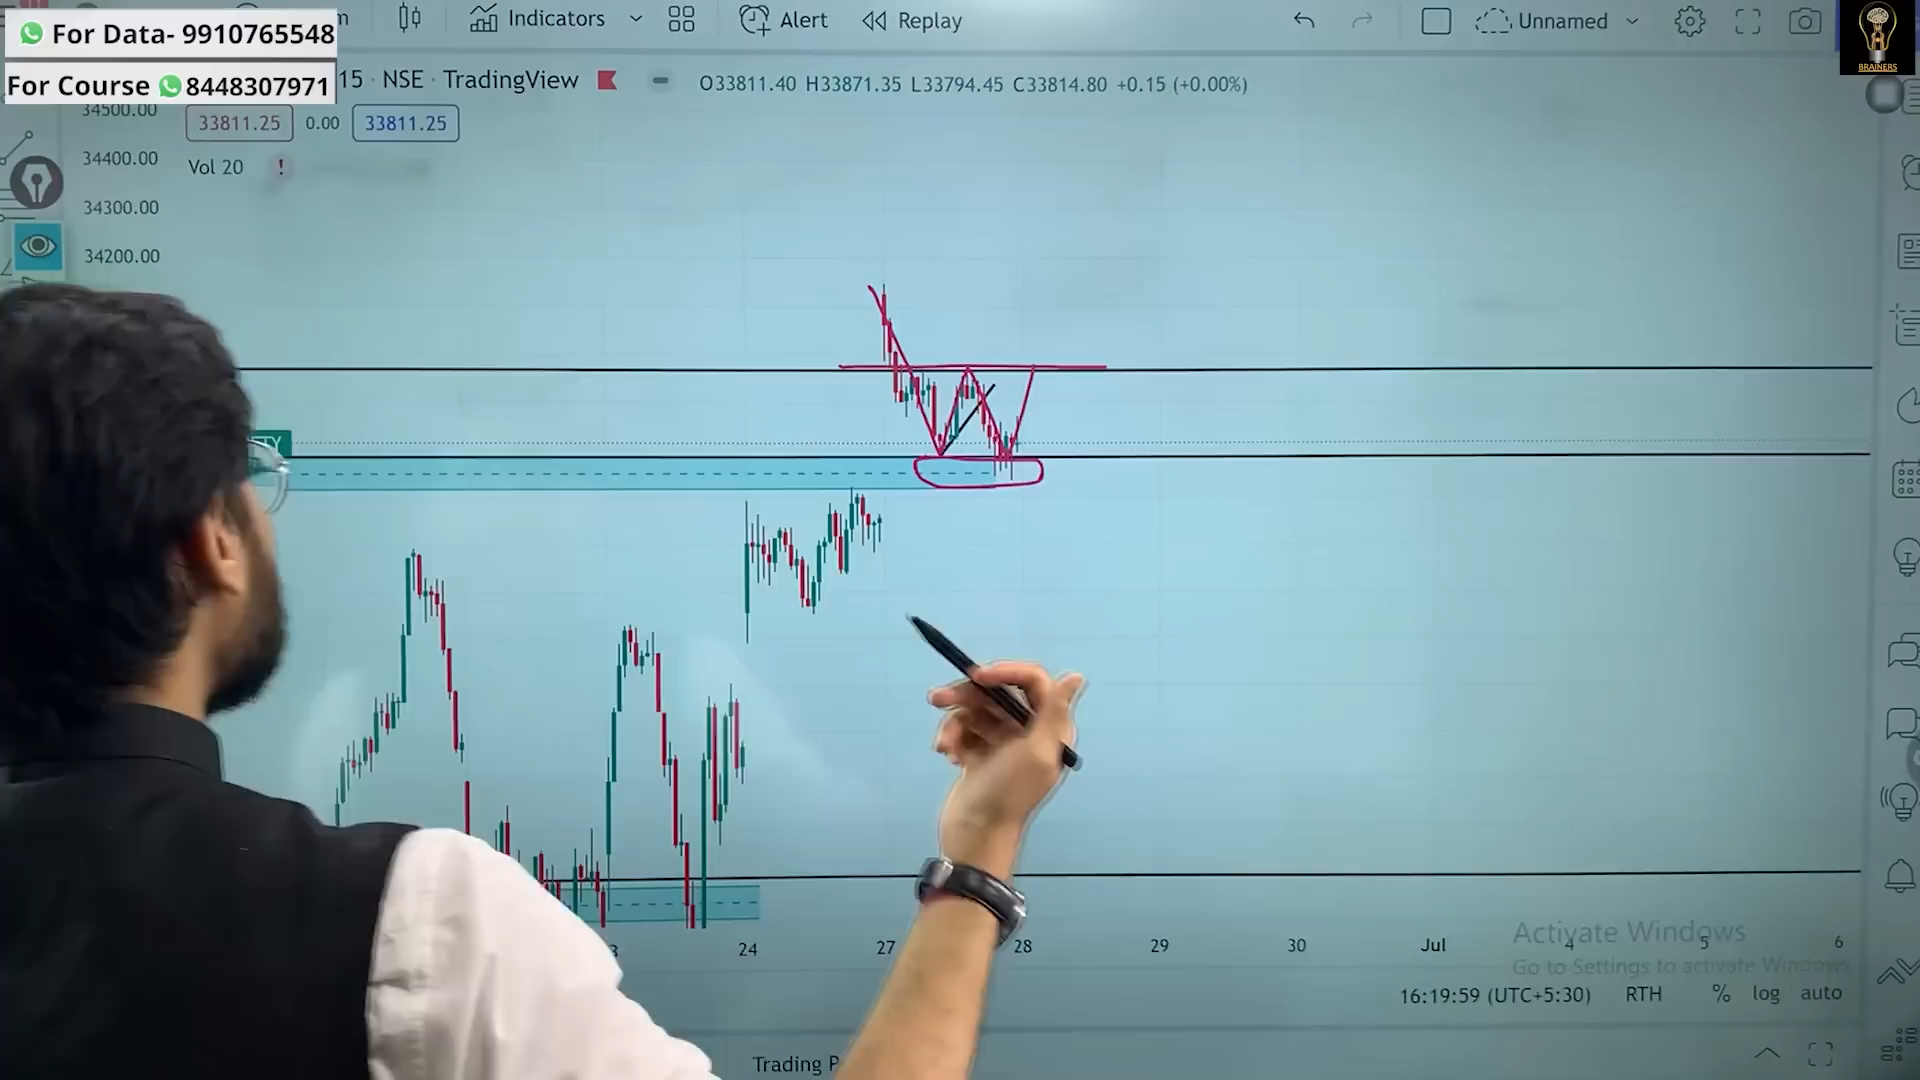 For Data- 9910765548
For Course 8448307971
BRAINERS
m Indicators Alert Replay Unnamed
15 · NSE · TradingView O33811.40 H33871.35 L33794.45 C33814.80 +0.15 (+0.00%)
34500.00
33811.25 0.00 33811.25
34400.00
Vol 20 !
34300.00
34200.00
TY
3 24 27 28 29 30 Jul 4 5 6
Activate Windows
Go to Settings to activate Windows
16:19:59 (UTC+5:30) RTH % log auto
Trading P